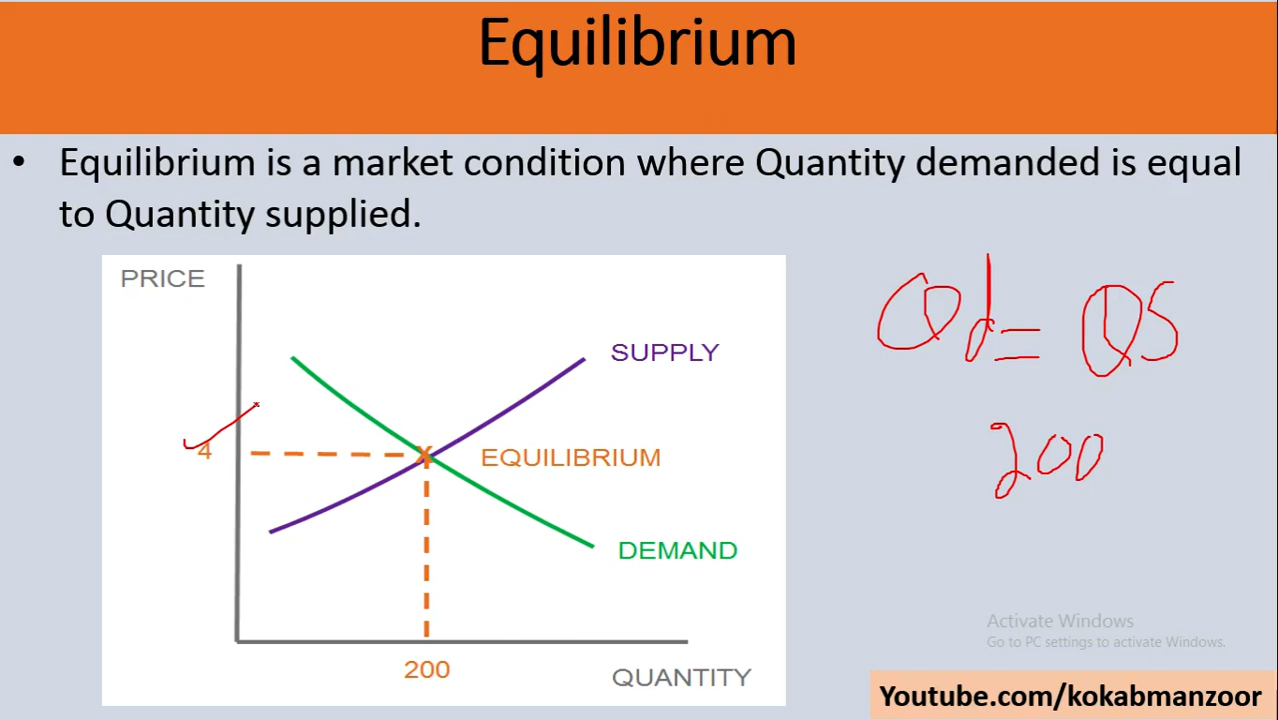 Equilibrium
• Equilibrium is a market condition where Quantity demanded is equal
to Quantity supplied.
PRICE
SUPPLY
4
EQUILIBRIUM
DEMAND
200
QUANTITY
Qd = QS
200
Activate Windows
Go to PC settings to activate Windows.
Youtube.com/kokabmanzoor